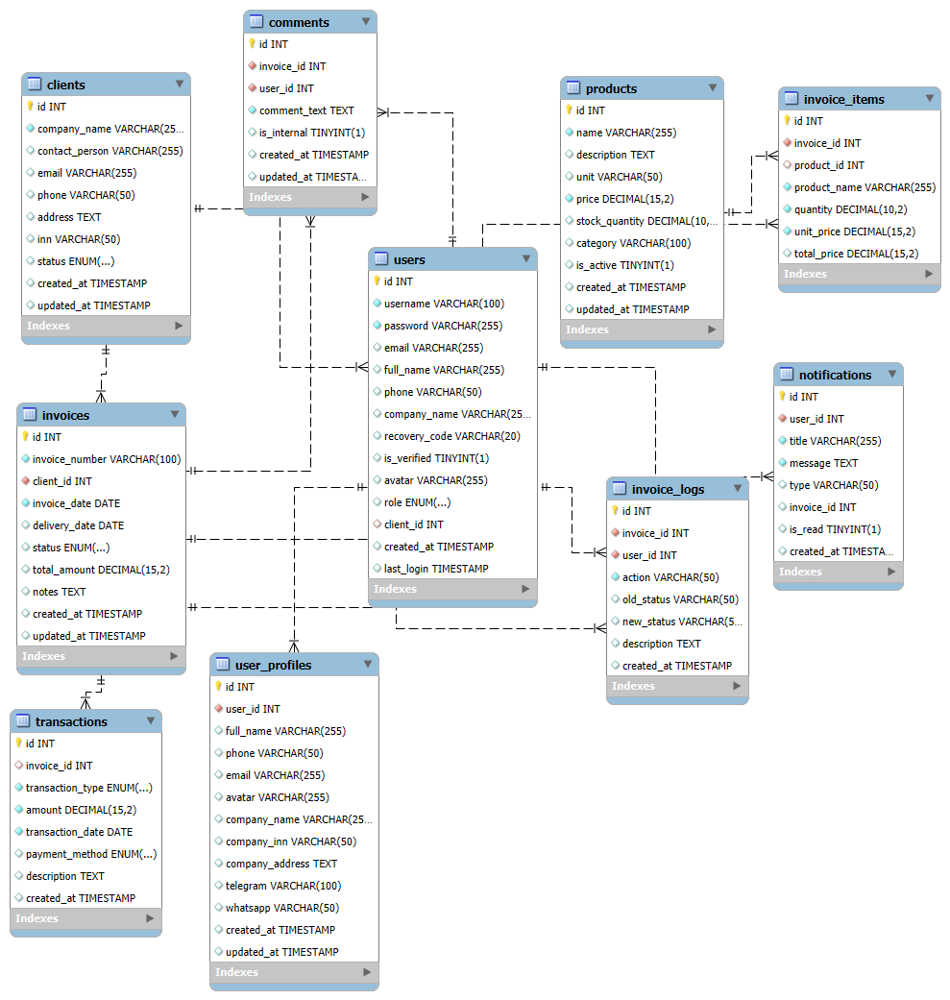 comments
id INT
invoice_id INT
user_id INT
comment_text TEXT
is_internal TINYINT(1)
created_at TIMESTAMP
updated_at TIMESTA...
Indexes
clients
id INT
company_name VARCHAR(25...
contact_person VARCHAR(255)
email VARCHAR(255)
phone VARCHAR(50)
address TEXT
inn VARCHAR(50)
status ENUM(...)
created_at TIMESTAMP
updated_at TIMESTAMP
Indexes
products
id INT
name VARCHAR(255)
description TEXT
unit VARCHAR(50)
price DECIMAL(15,2)
stock_quantity DECIMAL(10,...
category VARCHAR(100)
is_active TINYINT(1)
created_at TIMESTAMP
updated_at TIMESTAMP
Indexes
invoice_items
id INT
invoice_id INT
product_id INT
product_name VARCHAR(255)
quantity DECIMAL(10,2)
unit_price DECIMAL(15,2)
total_price DECIMAL(15,2)
Indexes
users
id INT
username VARCHAR(100)
password VARCHAR(255)
email VARCHAR(255)
full_name VARCHAR(255)
phone VARCHAR(50)
company_name VARCHAR(25...
recovery_code VARCHAR(20)
is_verified TINYINT(1)
avatar VARCHAR(255)
role ENUM(...)
client_id INT
created_at TIMESTAMP
last_login TIMESTAMP
Indexes
notifications
id INT
user_id INT
title VARCHAR(255)
message TEXT
type VARCHAR(50)
invoice_id INT
is_read TINYINT(1)
created_at TIMESTA...
Indexes
invoices
id INT
invoice_number VARCHAR(100)
client_id INT
invoice_date DATE
delivery_date DATE
status ENUM(...)
total_amount DECIMAL(15,2)
notes TEXT
created_at TIMESTAMP
updated_at TIMESTAMP
Indexes
invoice_logs
id INT
invoice_id INT
user_id INT
action VARCHAR(50)
old_status VARCHAR(50)
new_status VARCHAR(5...
description TEXT
created_at TIMESTAMP
Indexes
user_profiles
id INT
user_id INT
full_name VARCHAR(255)
phone VARCHAR(50)
email VARCHAR(255)
avatar VARCHAR(255)
company_name VARCHAR(25...
company_inn VARCHAR(50)
company_address TEXT
telegram VARCHAR(100)
whatsapp VARCHAR(50)
created_at TIMESTAMP
updated_at TIMESTAMP
Indexes
transactions
id INT
invoice_id INT
transaction_type ENUM(...)
amount DECIMAL(15,2)
transaction_date DATE
payment_method ENUM(...)
description TEXT
created_at TIMESTAMP
Indexes